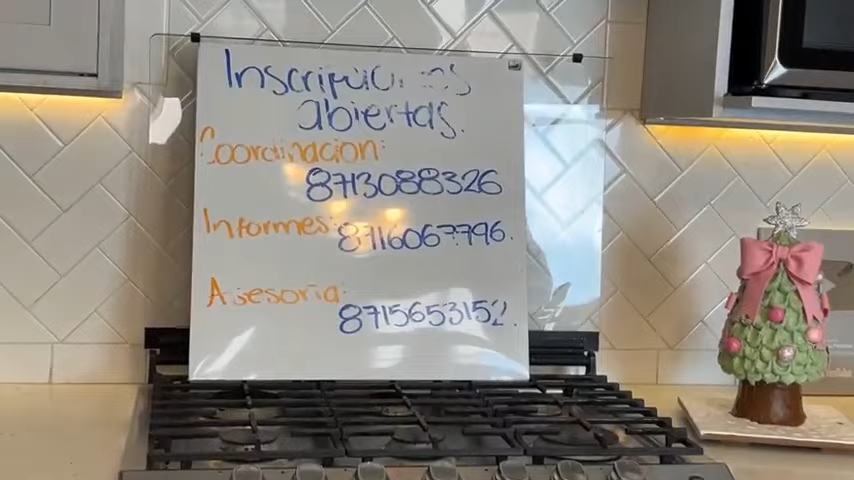 Inscripciones
abiertas.
Coordinacion:
8713088326
Informes:
8716067796.
Asesoria:
8715653152.